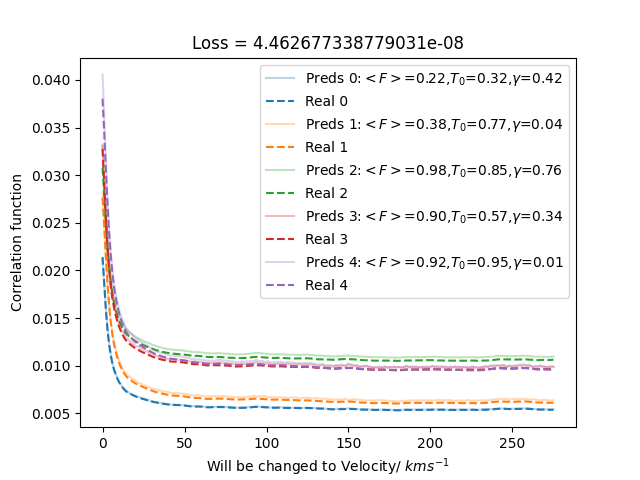 Loss = 4.462677338779031e-08
Correlation function
0.040
0.035
0.030
0.025
0.020
0.015
0.010
0.005
Preds 0: < F > =0.22,T₀=0.32,γ=0.42
Real 0
Preds 1: < F > =0.38,T₀=0.77,γ=0.04
Real 1
Preds 2: < F > =0.98,T₀=0.85,γ=0.76
Real 2
Preds 3: < F > =0.90,T₀=0.57,γ=0.34
Real 3
Preds 4: < F > =0.92,T₀=0.95,γ=0.01
Real 4
0 50 100 150 200 250
Will be changed to Velocity/ kms⁻¹